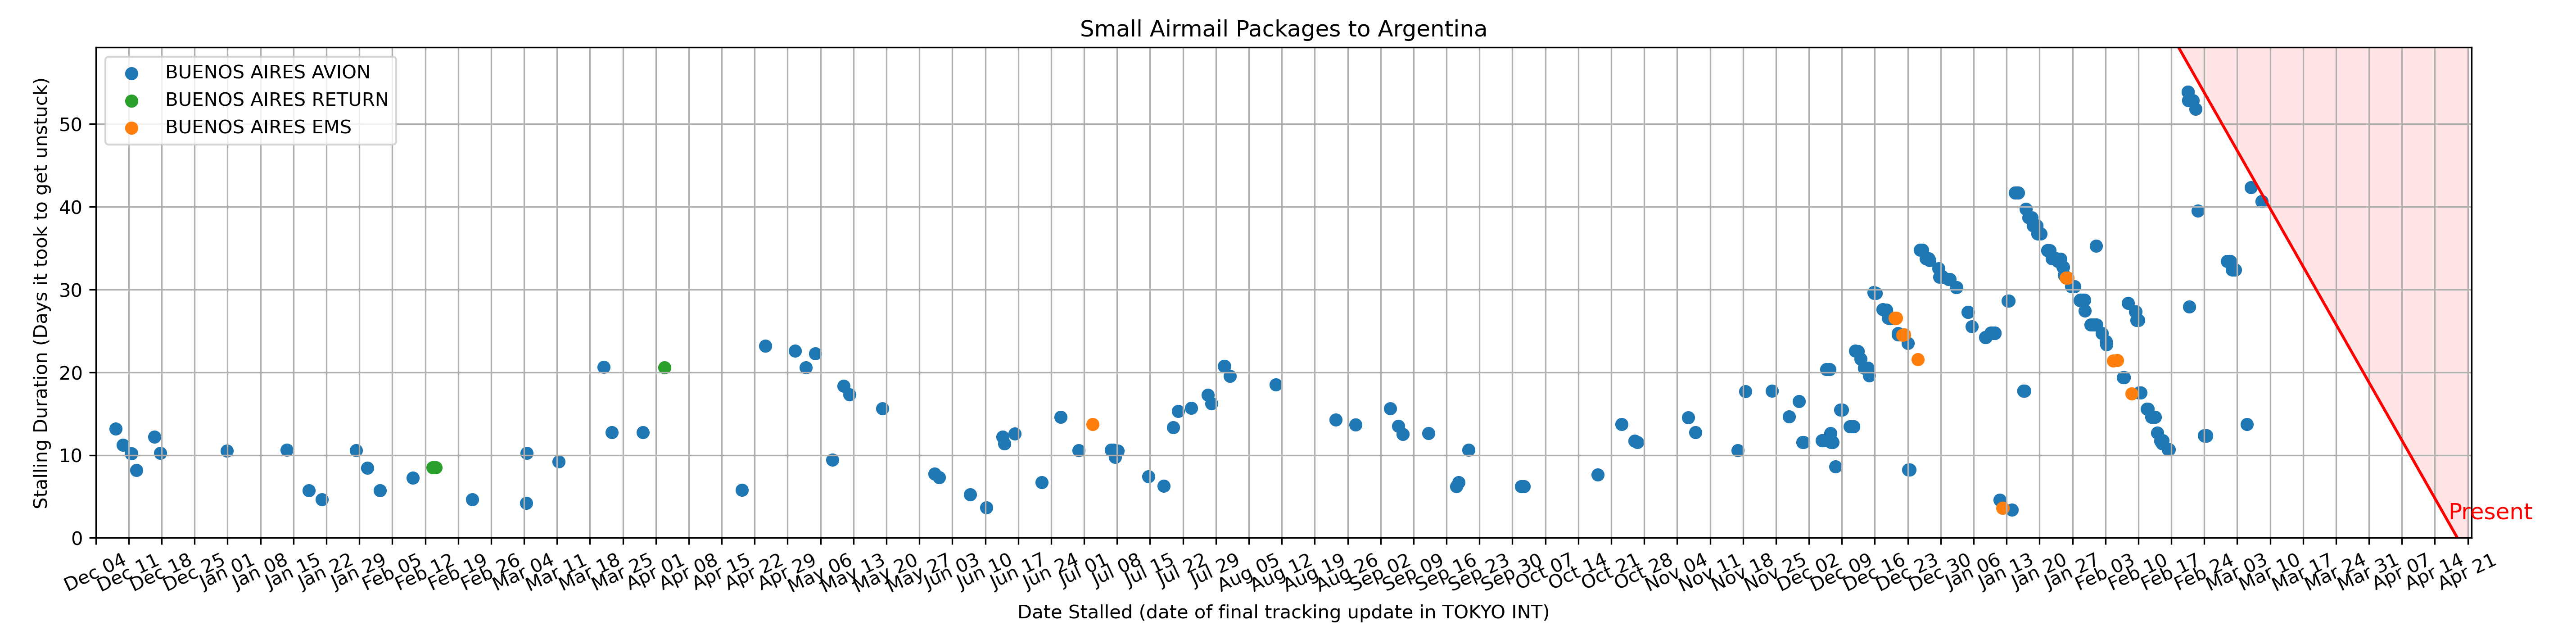 Small Airmail Packages to Argentina
BUENOS AIRES AVION
BUENOS AIRES RETURN
BUENOS AIRES EMS
Stalling Duration (Days it took to get unstuck)
50
40
30
20
10
0
Present
Dec 04
Dec 11
Dec 18
Dec 25
Jan 01
Jan 08
Jan 15
Jan 22
Jan 29
Feb 05
Feb 12
Feb 19
Feb 26
Mar 04
Mar 11
Mar 18
Mar 25
Apr 01
Apr 08
Apr 15
Apr 22
Apr 29
May 06
May 13
May 20
May 27
Jun 03
Jun 10
Jun 17
Jun 24
Jul 01
Jul 08
Jul 15
Jul 22
Jul 29
Aug 05
Aug 12
Aug 19
Aug 26
Sep 02
Sep 09
Sep 16
Sep 23
Sep 30
Oct 07
Oct 14
Oct 21
Oct 28
Nov 04
Nov 11
Nov 18
Nov 25
Dec 02
Dec 09
Dec 16
Dec 23
Dec 30
Jan 06
Jan 13
Jan 20
Jan 27
Feb 03
Feb 10
Feb 17
Feb 24
Mar 03
Mar 10
Mar 17
Mar 24
Mar 31
Apr 07
Apr 14
Apr 21
Date Stalled (date of final tracking update in TOKYO INT)